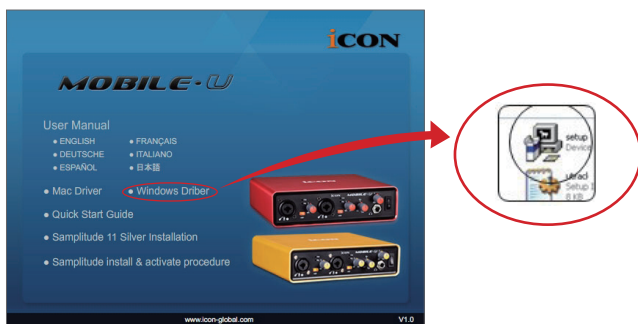 iCON
MOBILE·U
User Manual
• ENGLISH • FRANÇAIS
• DEUTSCHE • ITALIANO
• ESPAÑOL • 日本語
• Mac Driver • Windows Driber
• Quick Start Guide
• Samplitude 11 Silver Installation
• Samplitude install & activate procedure
www.icon-global.com V1.0
setup
Device
Setup I
0 KB